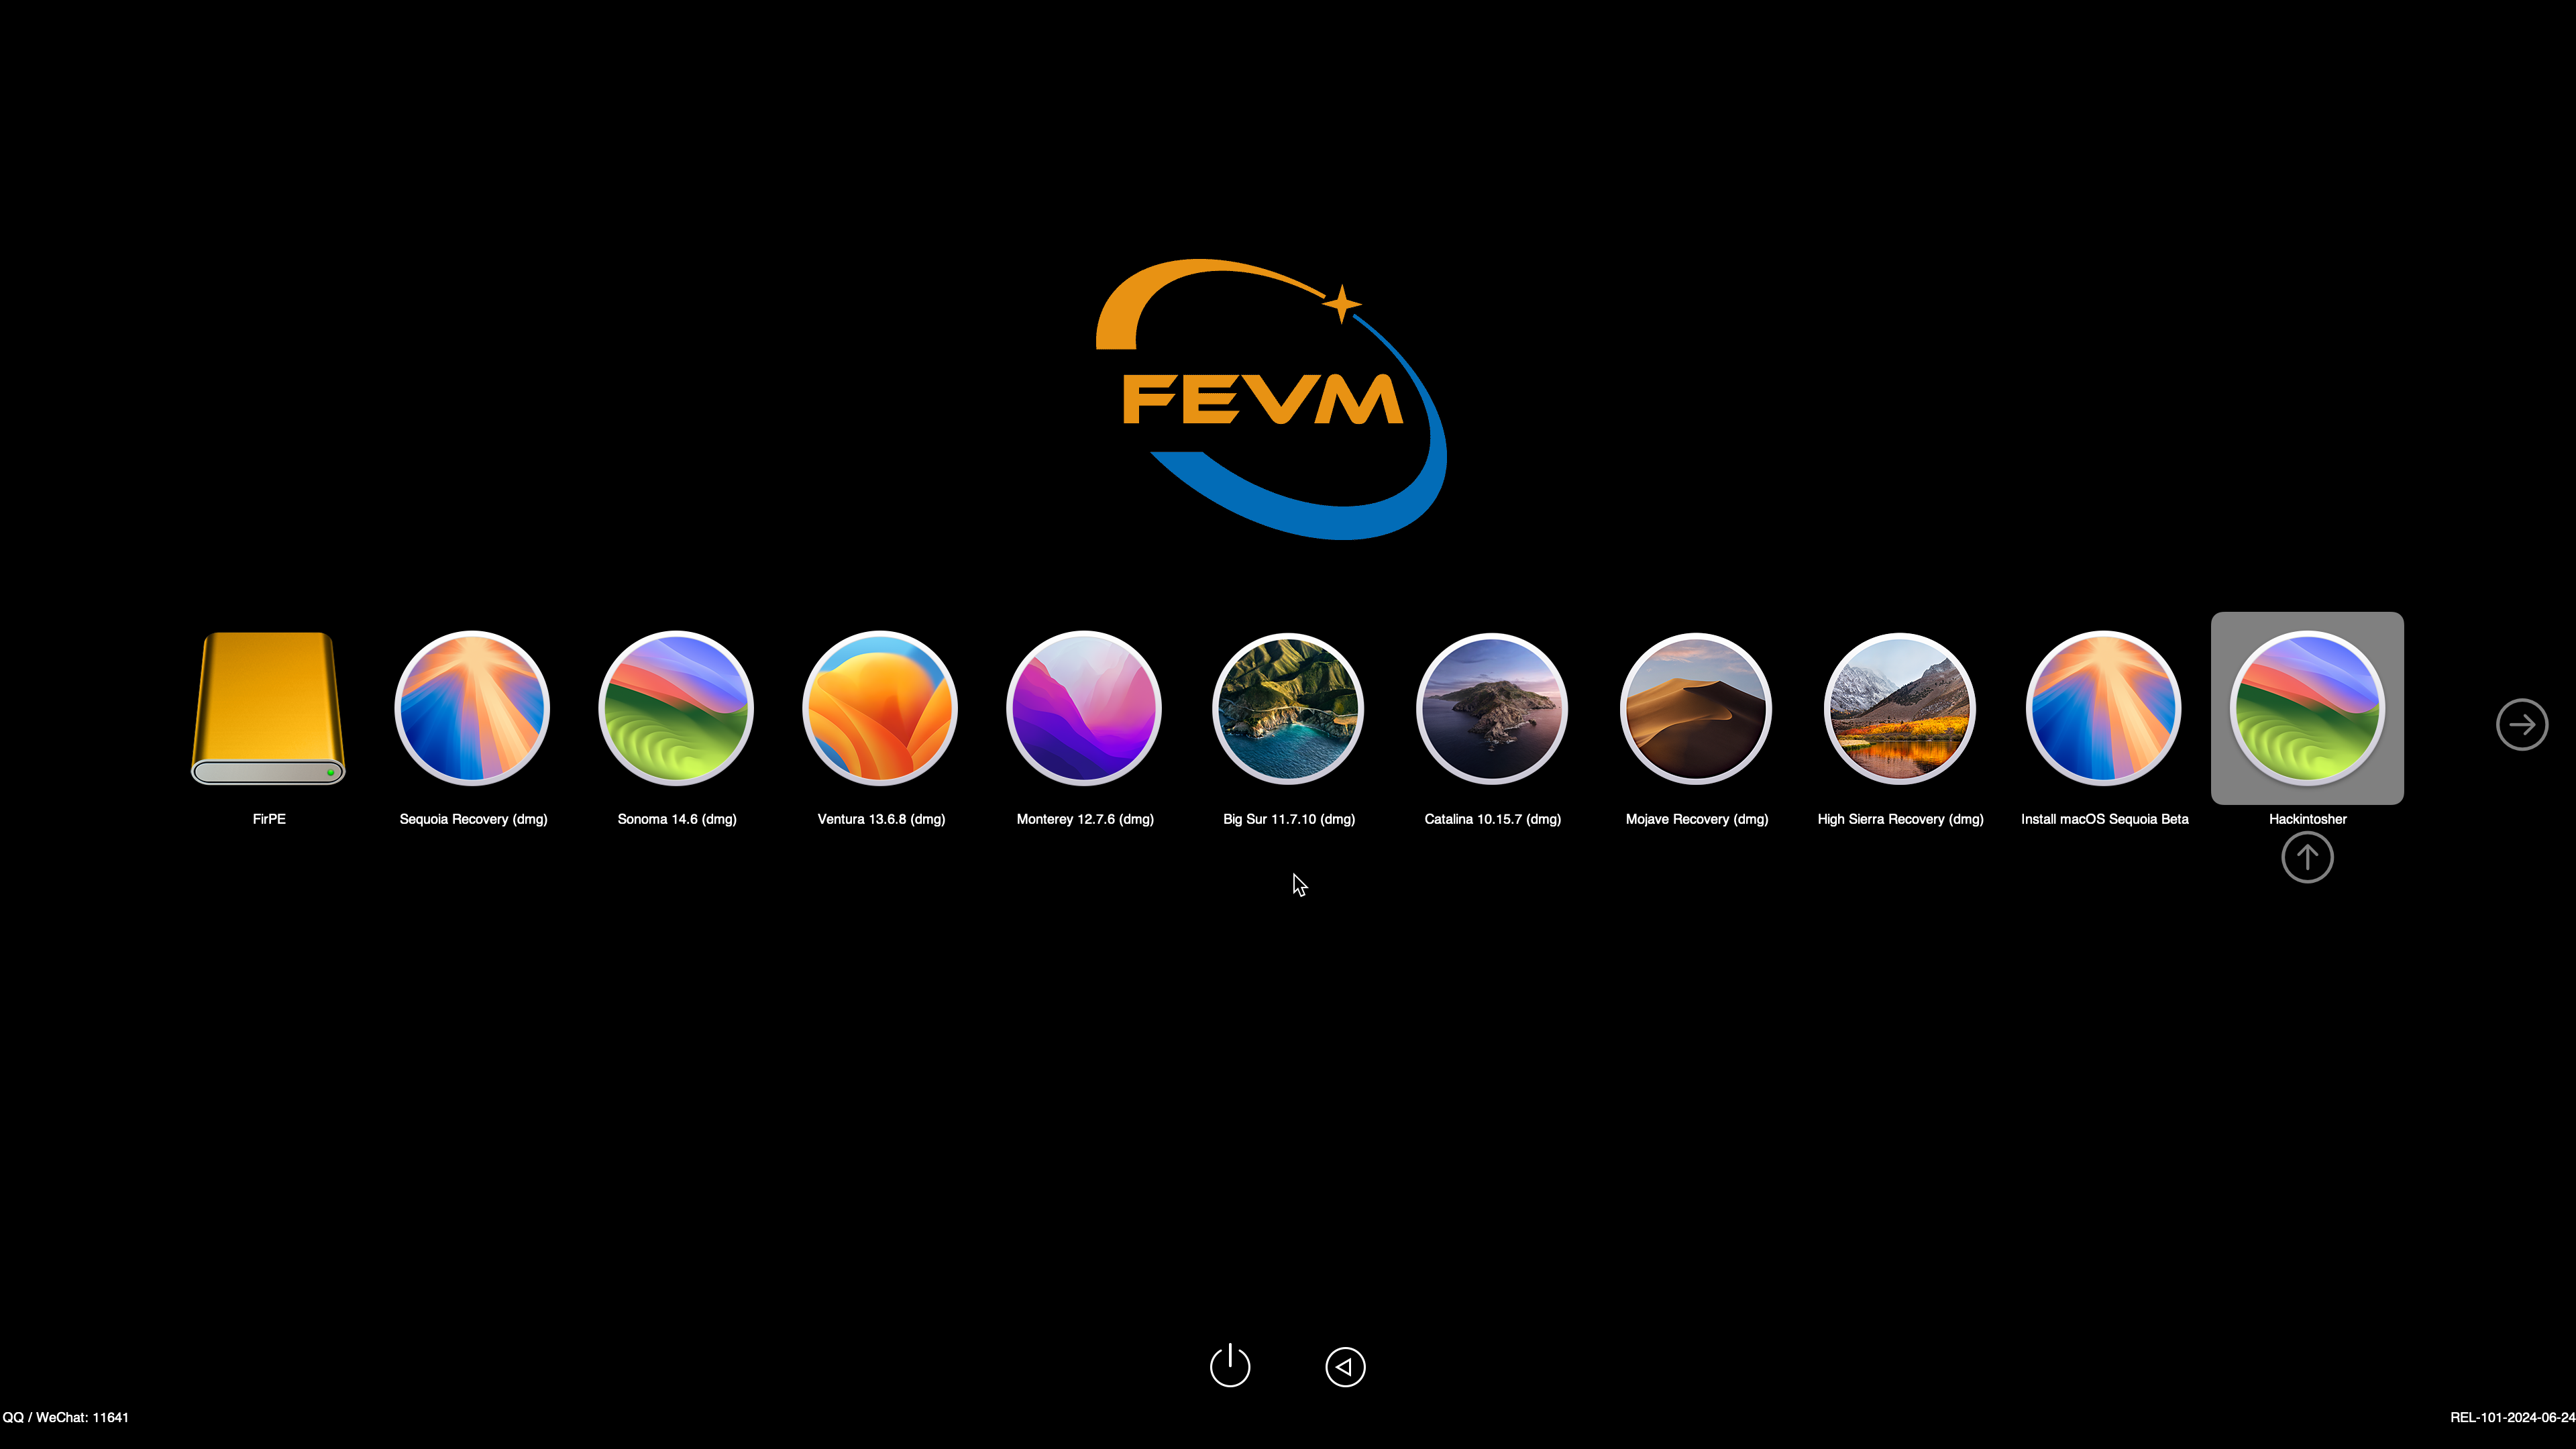 FEVM
FirPE
Sequoia Recovery (dmg)
Sonoma 14.6 (dmg)
Ventura 13.6.8 (dmg)
Monterey 12.7.6 (dmg)
Big Sur 11.7.10 (dmg)
Catalina 10.15.7 (dmg)
Mojave Recovery (dmg)
High Sierra Recovery (dmg)
Install macOS Sequoia Beta
Hackintosher
QQ / WeChat: 11641
REL-101-2024-06-24